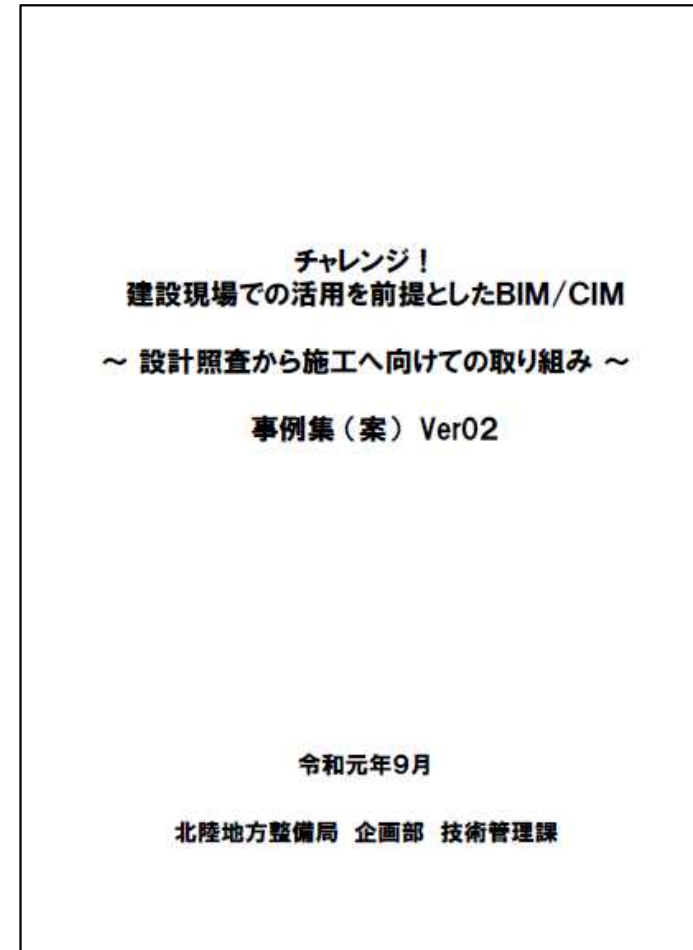 チャレンジ！
建設現場での活用を前提としたBIM/CIM
～ 設計照査から施工へ向けての取り組み ～
事例集（案） Ver02
令和元年9月
北陸地方整備局 企画部 技術管理課